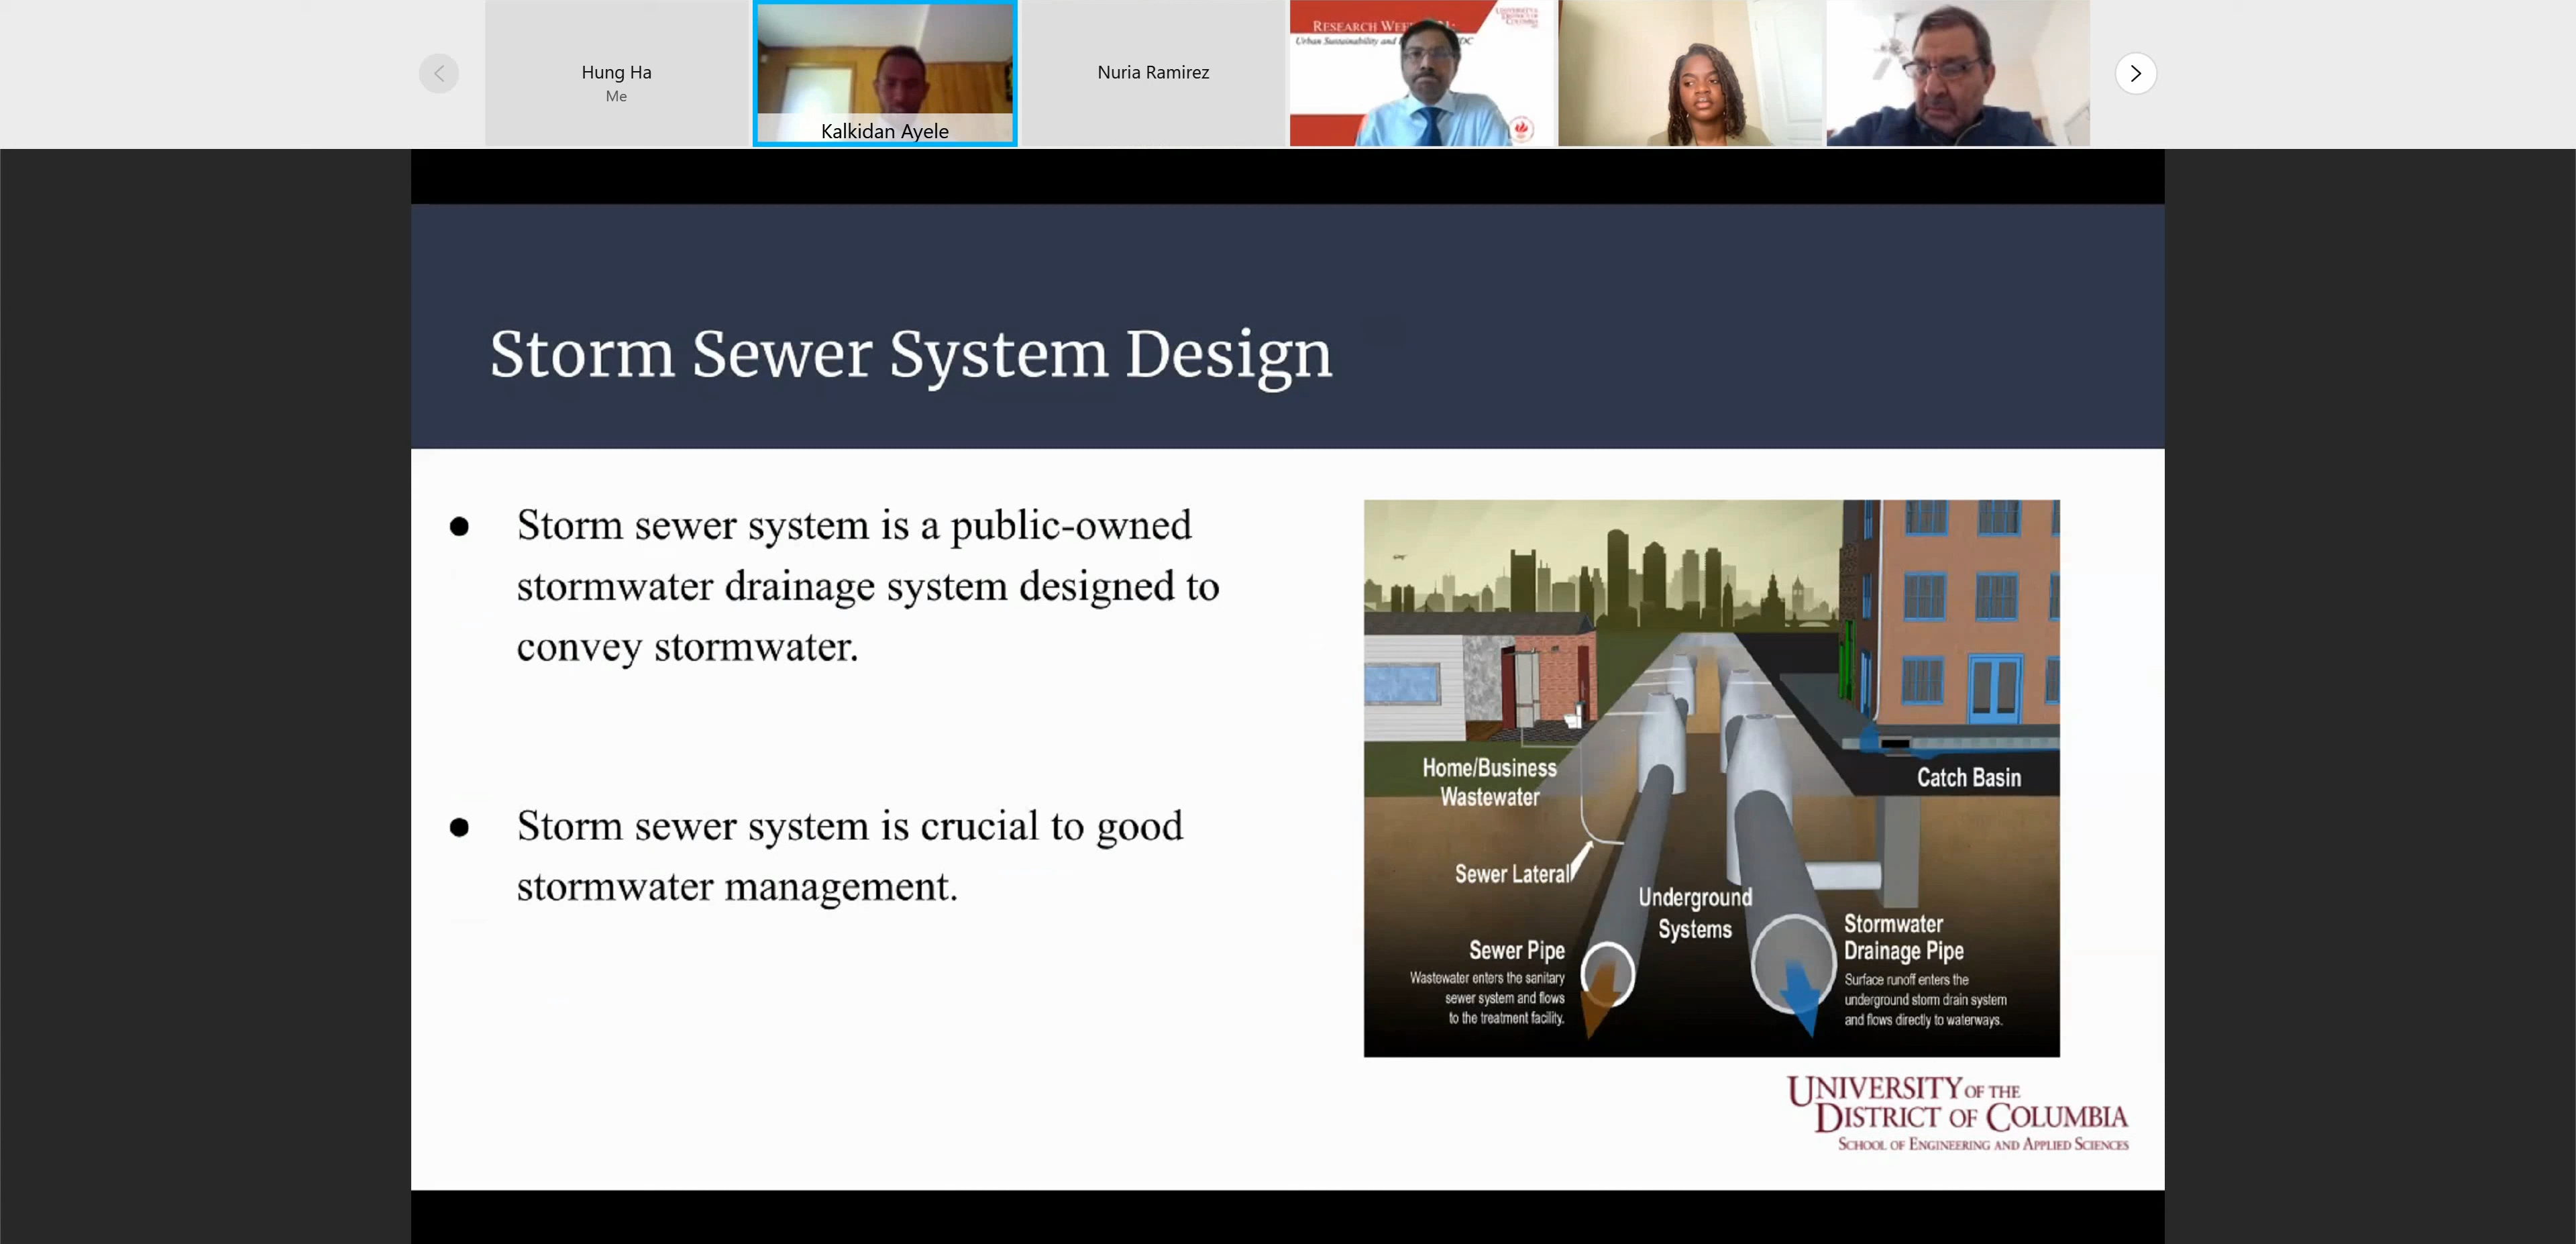 Hung Ha
Me
Kalkidan Ayele
Nuria Ramirez
RESEARCH
Urban Sustainability and
UNIVERSITY
DISTRICT OF
COLUMBIA
Storm Sewer System Design
● Storm sewer system is a public-owned
stormwater drainage system designed to
convey stormwater.
● Storm sewer system is crucial to good
stormwater management.
Home/Business
Wastewater
Catch Basin
Sewer Lateral
Underground
Systems
Sewer Pipe
Wastewater enters the sanitary
sewer system and flows
to the treatment facility.
Stormwater
Drainage Pipe
Surface runoff enters the
underground storm drain system
and flows directly to waterways.
UNIVERSITY OF THE
DISTRICT OF COLUMBIA
SCHOOL OF ENGINEERING AND APPLIED SCIENCES